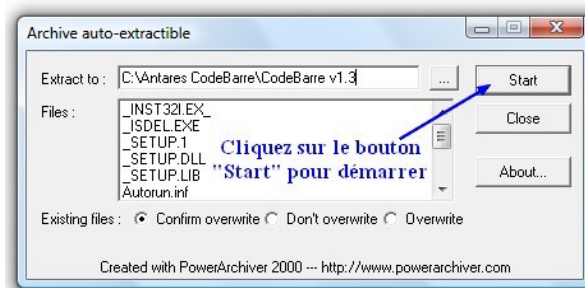 Archive auto-extractible
Extract to : C:\Antares CodeBarre\CodeBarre v1.3 ... Start
Files : _INST32I.EX_
_ISDEL.EXE
_SETUP.1
_SETUP.DLL
_SETUP.LIB
Autorun.inf
Cliquez sur le bouton
"Start" pour démarrer
Close
About...
Existing files : Confirm overwrite Don't overwrite Overwrite
Created with PowerArchiver 2000 --- http://www.powerarchiver.com